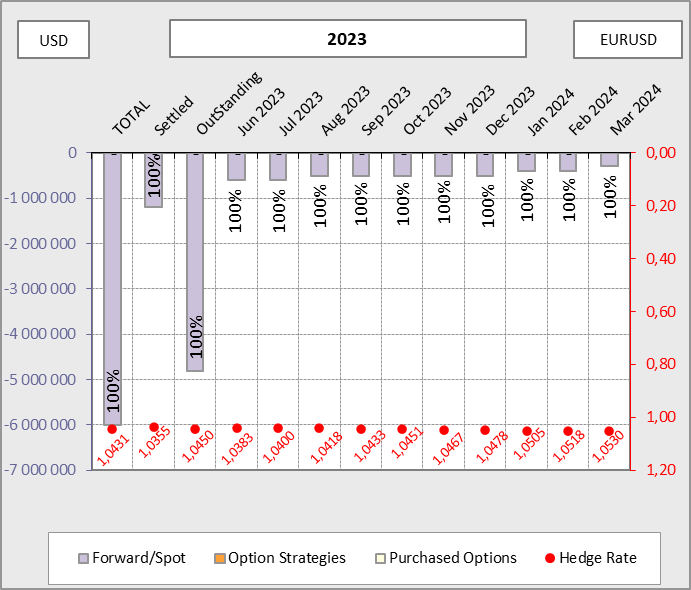 USD
2023
EURUSD
TOTAL
Settled
OutStanding
Jun 2023
Jul 2023
Aug 2023
Sep 2023
Oct 2023
Nov 2023
Dec 2023
Jan 2024
Feb 2024
Mar 2024
0
-1 000 000
-2 000 000
-3 000 000
-4 000 000
-5 000 000
-6 000 000
-7 000 000
100%
100%
100%
100%
100%
100%
100%
100%
100%
100%
100%
100%
100%
1,0431
1,0355
1,0450
1,0383
1,0400
1,0418
1,0433
1,0451
1,0467
1,0478
1,0505
1,0518
1,0530
0,00
0,20
0,40
0,60
0,80
1,00
1,20
Forward/Spot
Option Strategies
Purchased Options
Hedge Rate